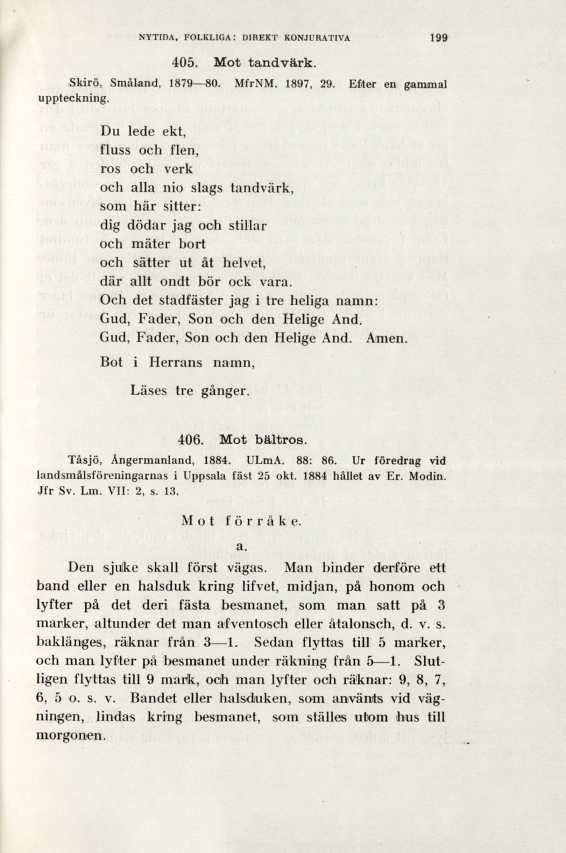 NYTIDA, FOLKLIGA: DIREKT KONJURATIVA 199
405. Mot tandvärk.
Skirö, Småland, 1879—80. MfrNM. 1897, 29. Efter en gammal
uppteckning.
Du lede ekt,
fluss och flen,
ros och verk
och alla nio slags tandvärk,
som här sitter:
dig dödar jag och stillar
och mäter bort
och sätter ut åt helvet,
där allt ondt bör ock vara.
Och det stadfäster jag i tre heliga namn:
Gud, Fader, Son och den Helige And.
Gud, Fader, Son och den Helige And. Amen.
Bot i Herrans namn,
Läses tre gånger.
406. Mot bältros.
Tåsjö, Ångermanland, 1884. ULmA. 88: 86. Ur föredrag vid
landsmålsföreningarnas i Uppsala fäst 25 okt. 1884 hållet av Er. Modin.
Jfr Sv. Lm. VII: 2, s. 13.
Mot förråke.
a.
Den sjuke skall först vägas. Man binder derföre ett
band eller en halsduk kring lifvet, midjan, på honom och
lyfter på det deri fästa besmanet, som man satt på 3
marker, altunder det man afventosch eller åtalonsch, d. v. s.
baklänges, räknar från 3—1. Sedan flyttas till 5 marker,
och man lyfter på besmanet under räkning från 5—1. Slut-
ligen flyttas till 9 mark, och man lyfter och räknar: 9, 8, 7,
6, 5 o. s. v. Bandet eller halsduken, som användts vid väg-
ningen, lindas kring besmanet, som ställes utom hus till
morgonen.